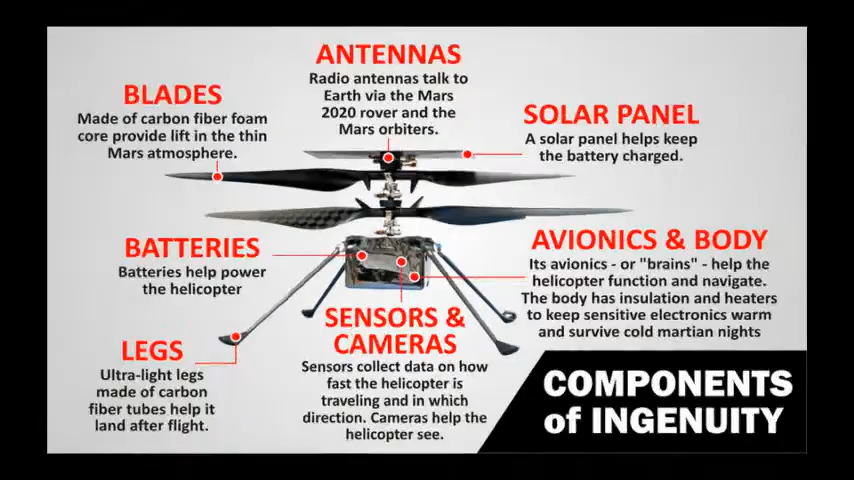 ANTENNAS
Radio antennas talk to
Earth via the Mars
2020 rover and the
Mars orbiters.
BLADES
Made of carbon fiber foam
core provide lift in the thin
Mars atmosphere.
SOLAR PANEL
A solar panel helps keep
the battery charged.
BATTERIES
Batteries help power
the helicopter
AVIONICS & BODY
Its avionics - or "brains" - help the
helicopter function and navigate.
The body has insulation and heaters
to keep sensitive electronics warm
and survive cold martian nights
SENSORS &
CAMERAS
Sensors collect data on how
fast the helicopter is
traveling and in which
direction. Cameras help the
helicopter see.
LEGS
Ultra-light legs
made of carbon
fiber tubes help it
land after flight.
COMPONENTS
of INGENUITY